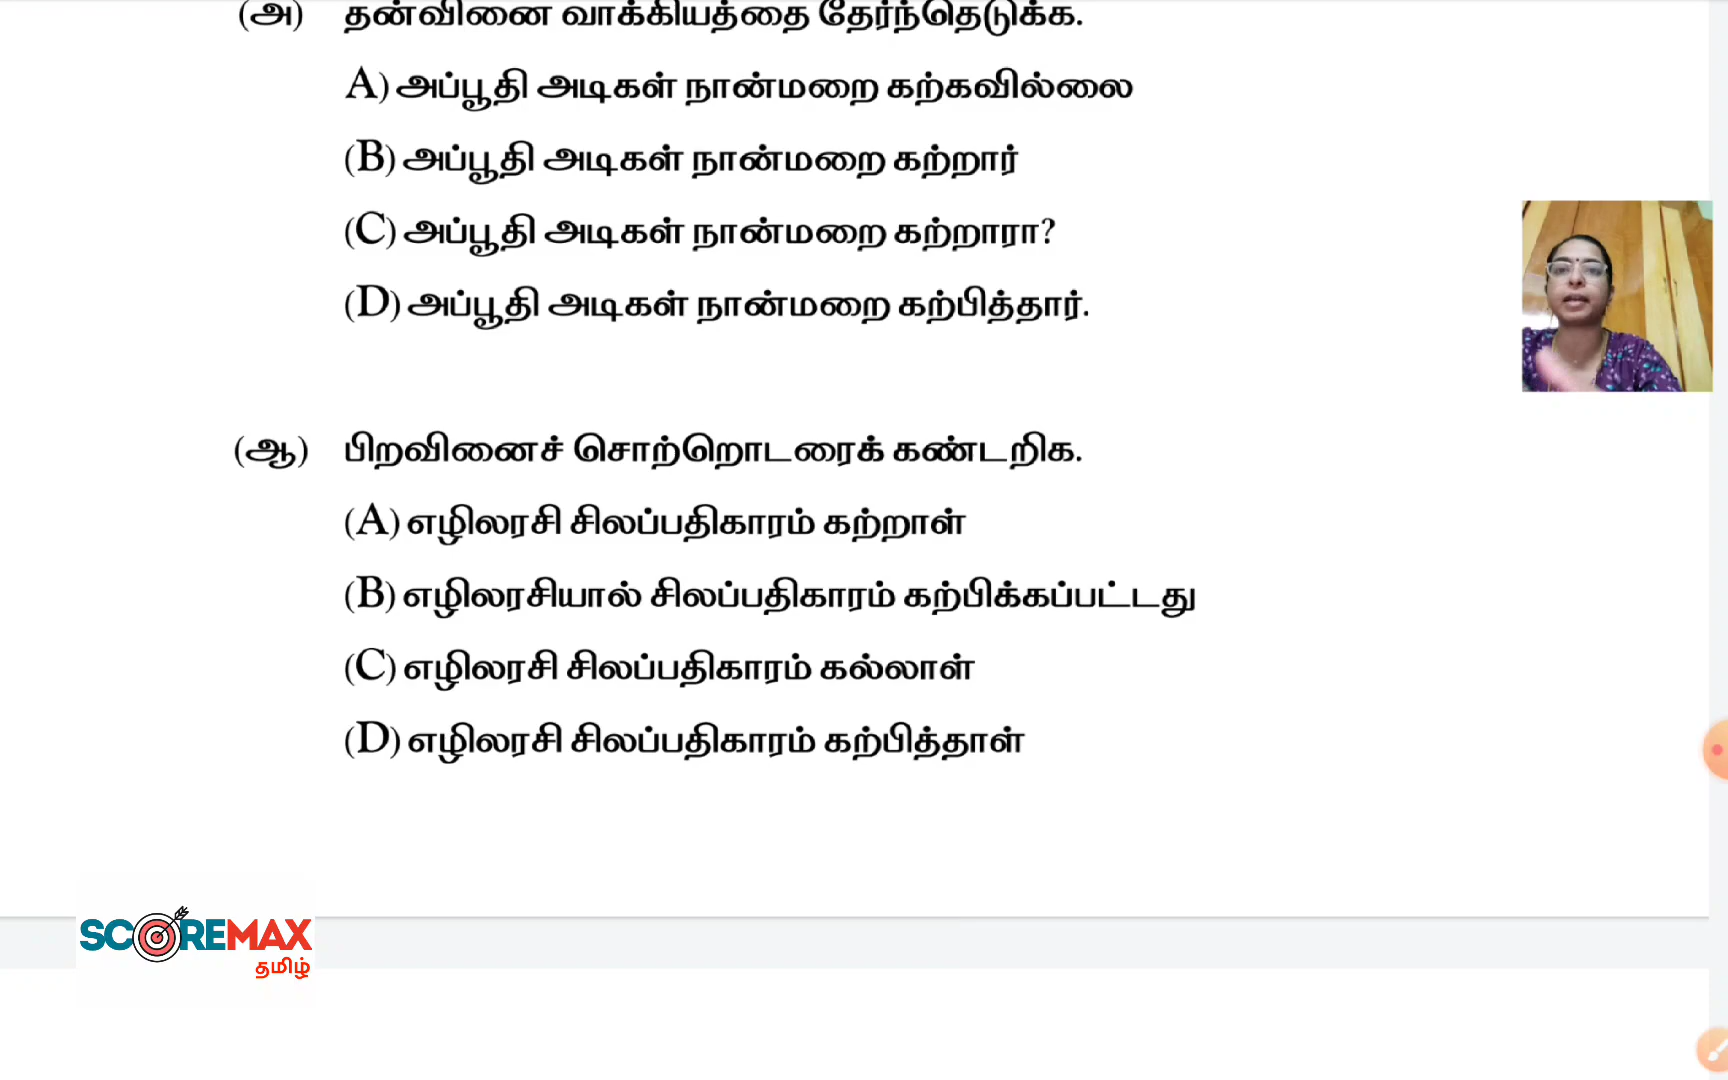 (அ) தன்வினை வாக்கியத்தை தேர்ந்தெடுக்க.
A) அப்பூதி அடிகள் நான்மறை கற்கவில்லை
(B) அப்பூதி அடிகள் நான்மறை கற்றார்
(C) அப்பூதி அடிகள் நான்மறை கற்றாரா?
(D) அப்பூதி அடிகள் நான்மறை கற்பித்தார்.
(ஆ) பிறவினைச் சொற்றொடரைக் கண்டறிக.
(A) எழிலரசி சிலப்பதிகாரம் கற்றாள்
(B) எழிலரசியால் சிலப்பதிகாரம் கற்பிக்கப்பட்டது
(C) எழிலரசி சிலப்பதிகாரம் கல்லாள்
(D) எழிலரசி சிலப்பதிகாரம் கற்பித்தாள்
SCOREMAX
தமிழ்